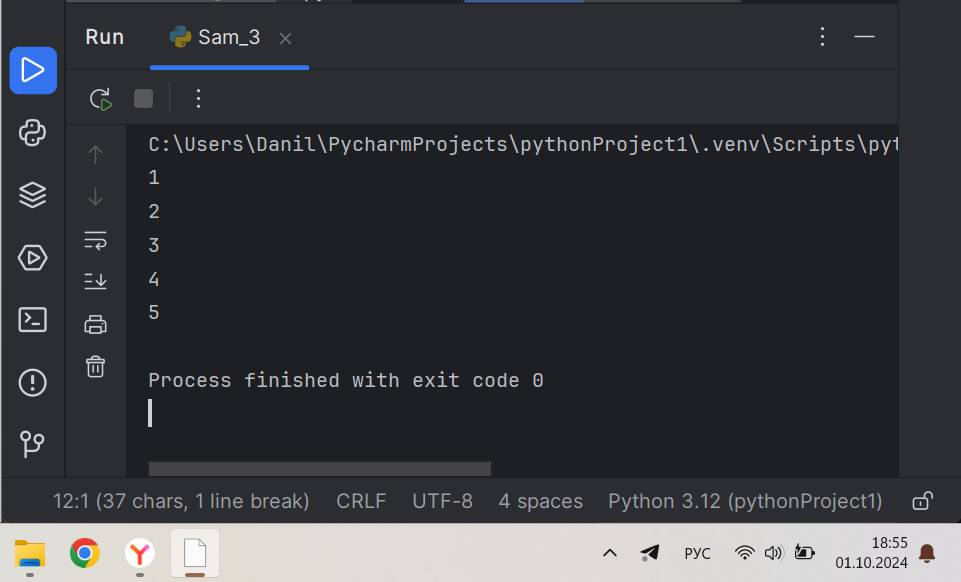 Run Sam_3
C:\Users\Danil\PycharmProjects\pythonProject1\.venv\Scripts\pyt
1
2
3
4
5
Process finished with exit code 0
12:1 (37 chars, 1 line break) CRLF UTF-8 4 spaces Python 3.12 (pythonProject1)
РУС
18:55
01.10.2024